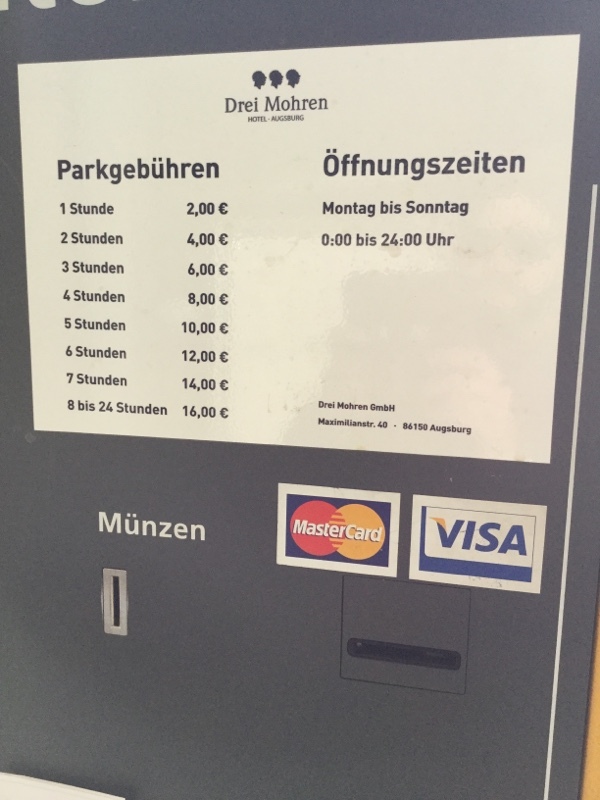 Drei Mohren
HOTEL · AUGSBURG
Parkgebühren
1 Stunde 2,00 €
2 Stunden 4,00 €
3 Stunden 6,00 €
4 Stunden 8,00 €
5 Stunden 10,00 €
6 Stunden 12,00 €
7 Stunden 14,00 €
8 bis 24 Stunden 16,00 €
Öffnungszeiten
Montag bis Sonntag
0:00 bis 24:00 Uhr
Drei Mohren GmbH
Maximilianstr. 40 · 86150 Augsburg
Münzen
MasterCard
VISA